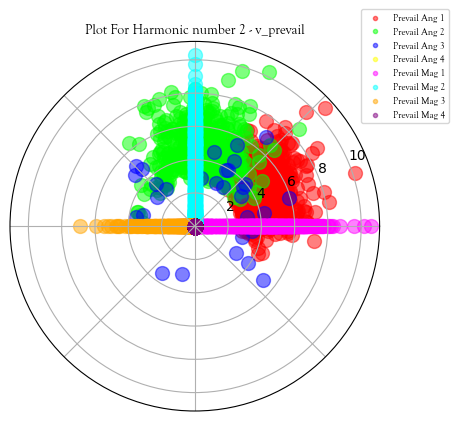 Plot For Harmonic number 2 - v_prevail
Prevail Ang 1
Prevail Ang 2
Prevail Ang 3
Prevail Ang 4
Prevail Mag 1
Prevail Mag 2
Prevail Mag 3
Prevail Mag 4
10
8
6
4
2